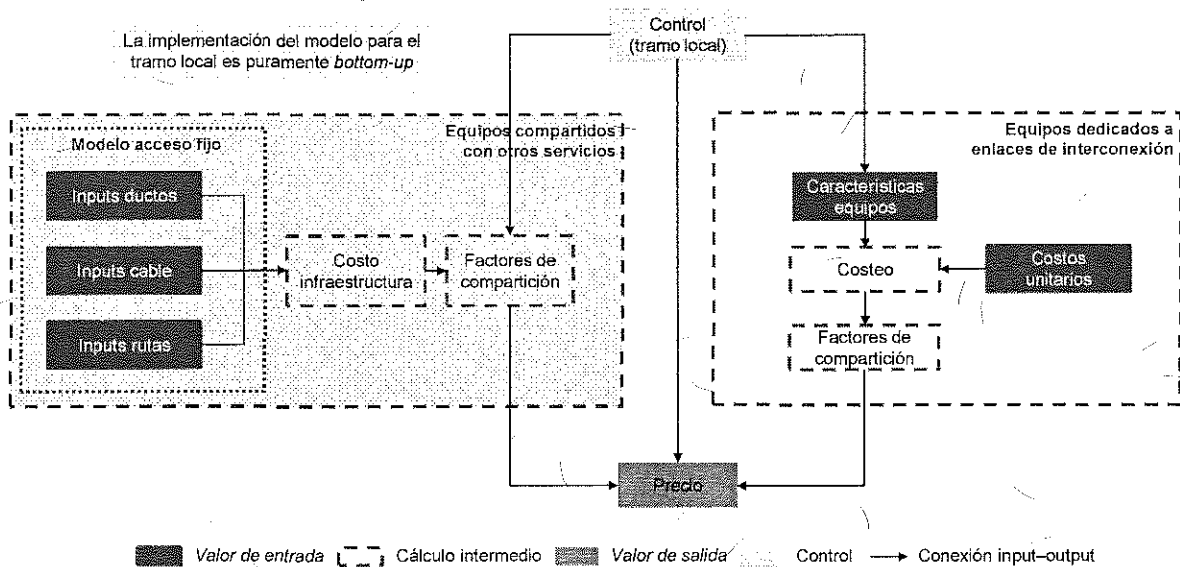 La implementación del modelo para el
tramo local es puramente bottom-up
Control
(tramo local)
Equipos compartidos
con otros servicios
Modelo acceso fijo
Inputs ductos
Inputs cable
Inputs rutas
Costo
infraestructura
Factores de
compartición
Equipos dedicados a
enlaces de interconexión
Características
equipos
Costeo
Costos
unitarios
Factores de
compartición
Precio
Valor de entrada
Cálculo intermedio
Valor de salida
Control
Conexión input–output